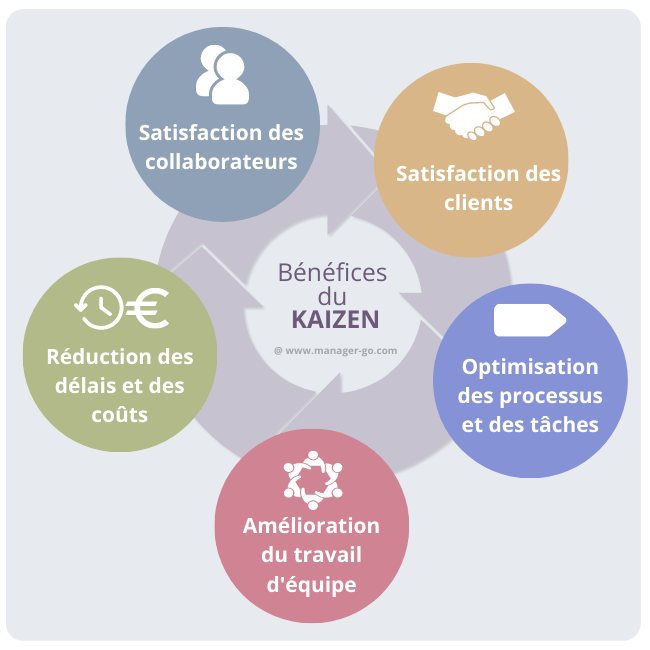 Satisfaction des
collaborateurs
Satisfaction des
clients
Bénéfices
du
KAIZEN
@ www.manager-go.com
€
Réduction des
délais et des
coûts
Optimisation
des processus
et des tâches
Amélioration
du travail
d'équipe